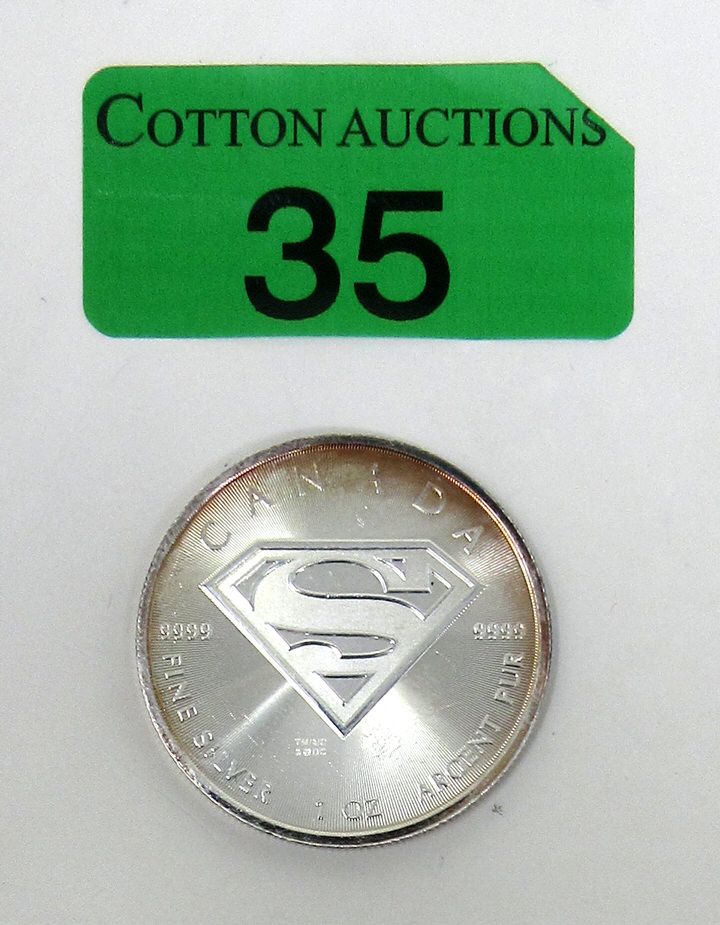 COTTON AUCTIONS
35
CANADA
9999
9999
FINE SILVER 1 OZ ARGENT PUR